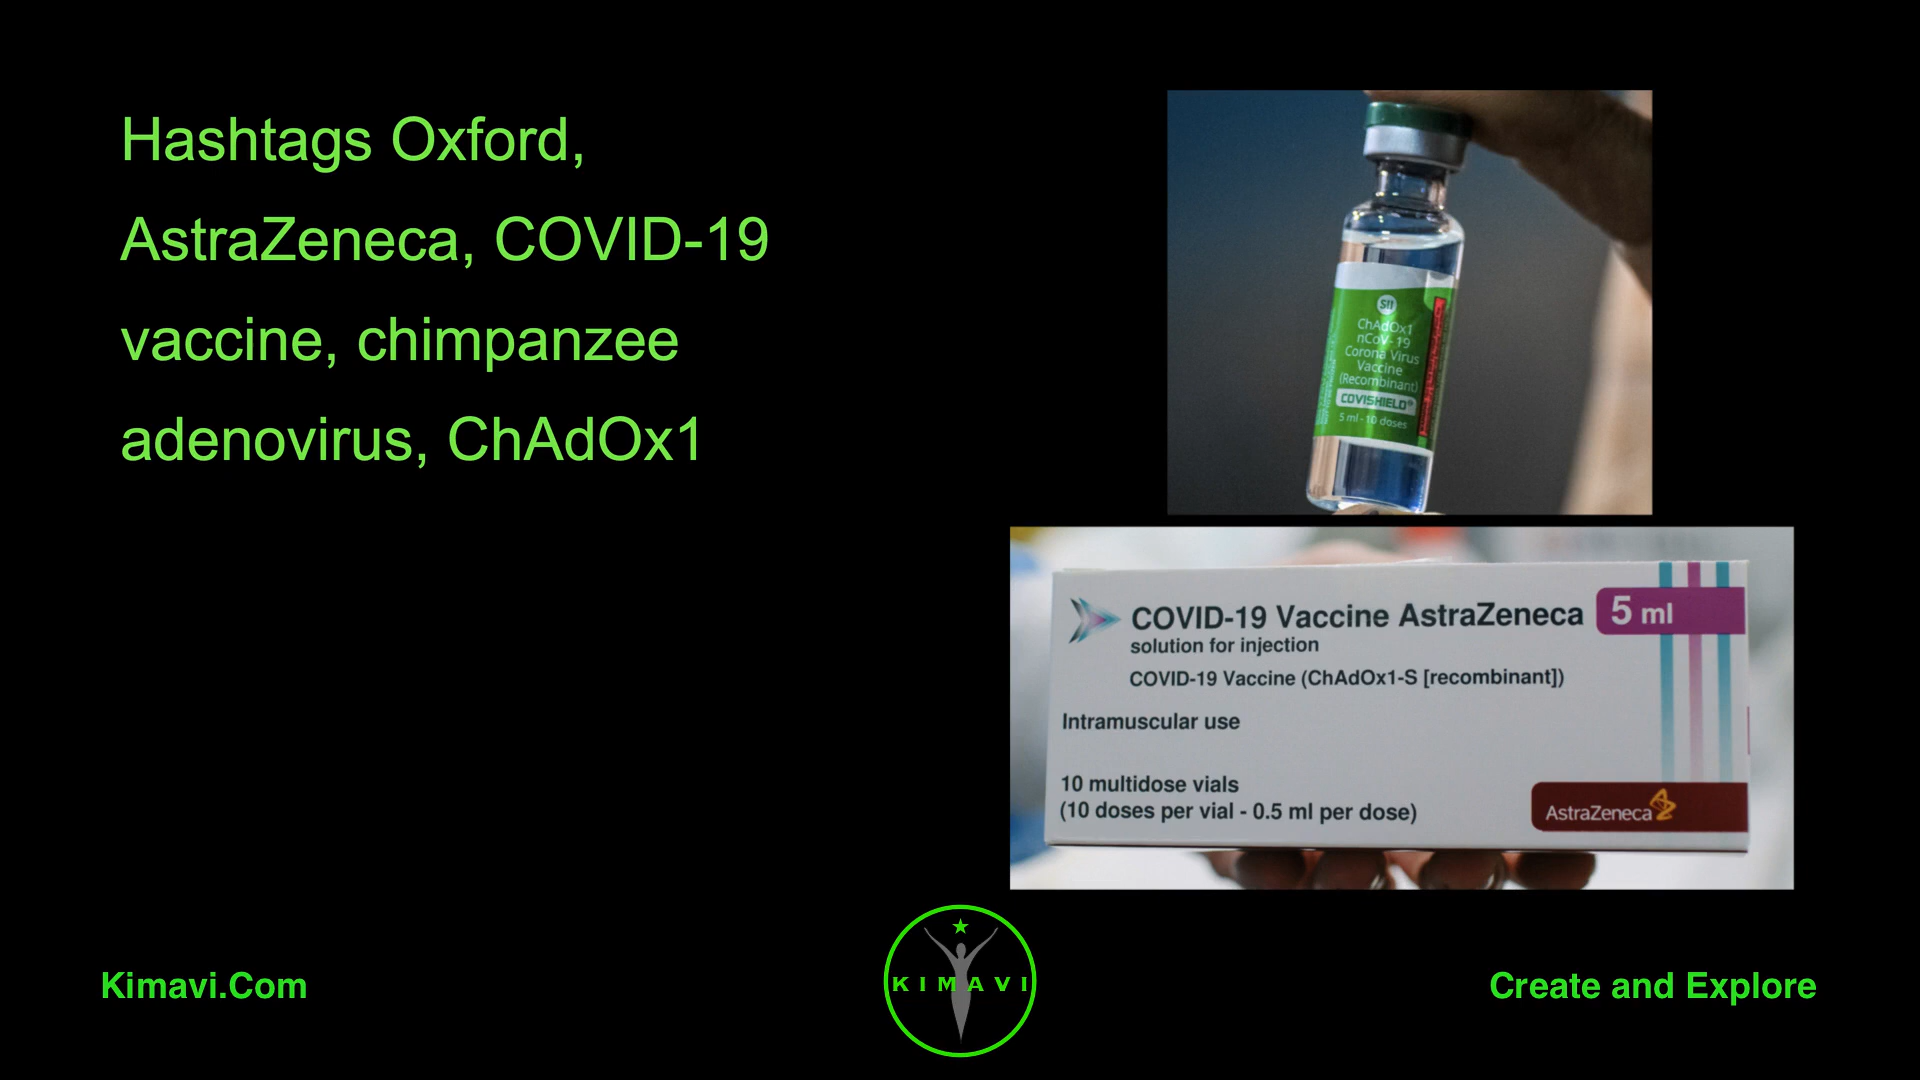 Hashtags Oxford,
AstraZeneca, COVID-19
vaccine, chimpanzee
adenovirus, ChAdOx1
SII
ChAdOx1
nCoV-19
Corona Virus
Vaccine
(Recombinant)
COVISHIELD
5 ml - 10 doses
COVID-19 Vaccine AstraZeneca
5 ml
solution for injection
COVID-19 Vaccine (ChAdOx1-S [recombinant])
Intramuscular use
10 multidose vials
(10 doses per vial - 0.5 ml per dose)
AstraZeneca
Kimavi.Com
KIMAVI
Create and Explore